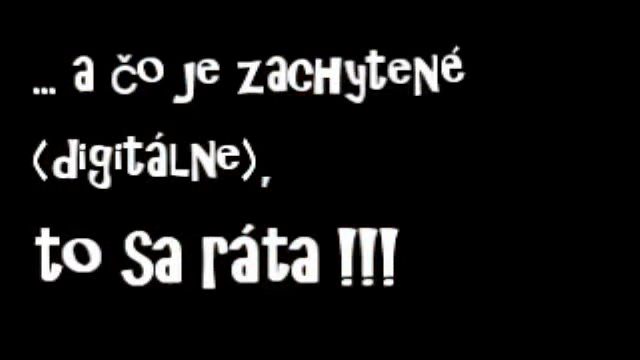 ... a čo je zachytené
(digitálne),
to sa ráta !!!